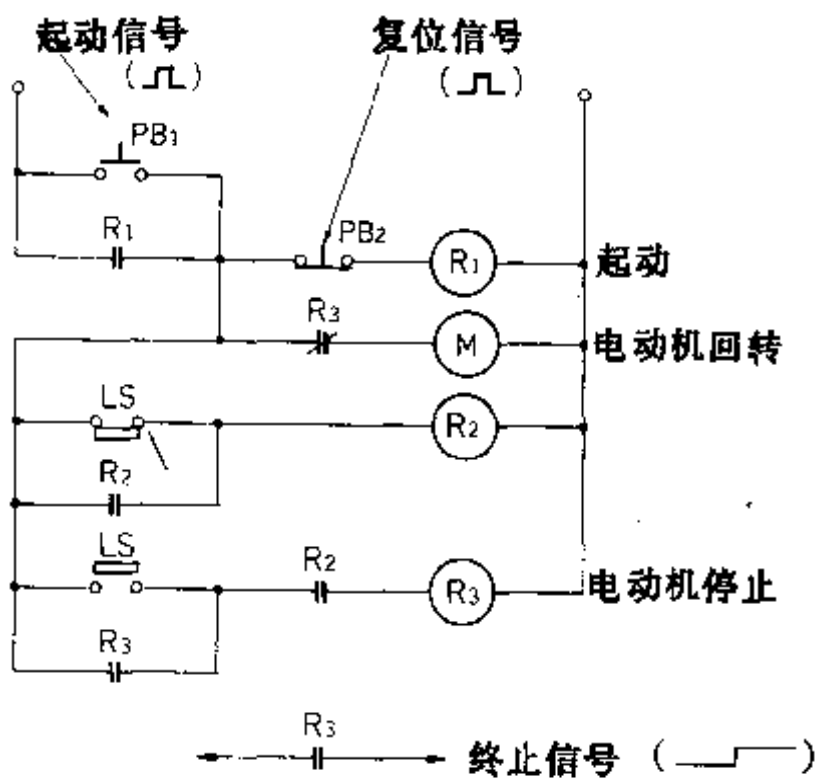 起动信号 复位信号
PB₁
R₁ PB₂ R₁ 起动
R₃ M 电动机回转
LS R₂
R₂
LS R₂ R₃ 电动机停止
R₃
R₃ 终止信号